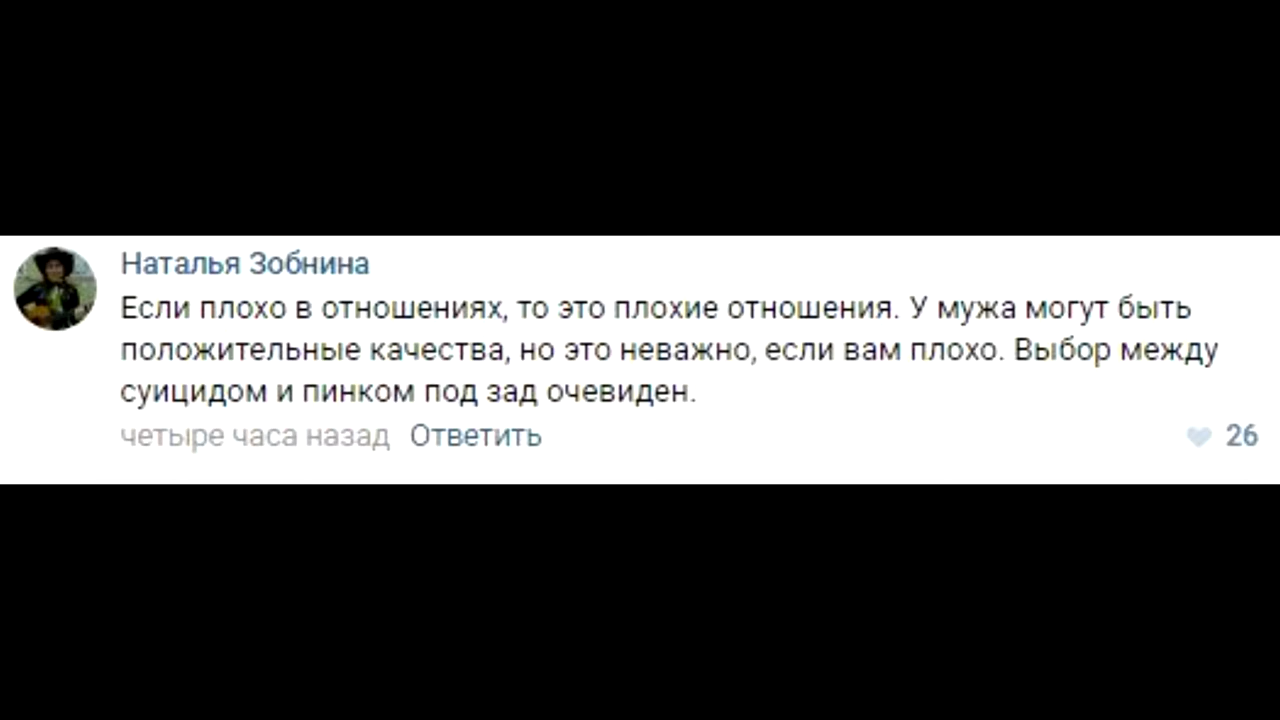 Наталья Зобнина
Если плохо в отношениях, то это плохие отношения. У мужа могут быть
положительные качества, но это неважно, если вам плохо. Выбор между
суицидом и пинком под зад очевиден.
четыре часа назад Ответить 26